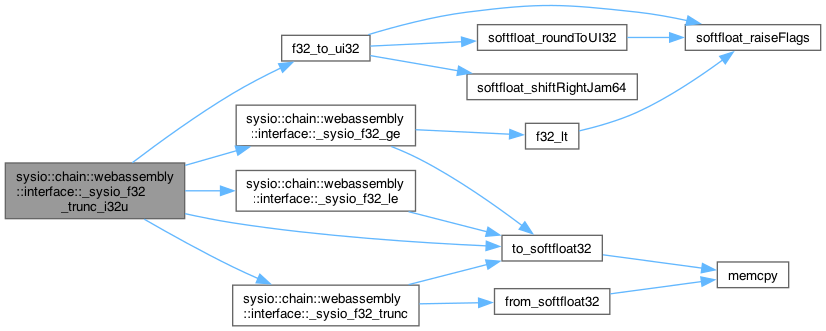 sysio::chain::webassembly
::interface::_sysio_f32
_trunc_i32u
f32_to_ui32
softfloat_roundToUI32
softfloat_raiseFlags
softfloat_shiftRightJam64
sysio::chain::webassembly
::interface::_sysio_f32_ge
f32_lt
sysio::chain::webassembly
::interface::_sysio_f32_le
to_softfloat32
memcpy
sysio::chain::webassembly
::interface::_sysio_f32_trunc
from_softfloat32